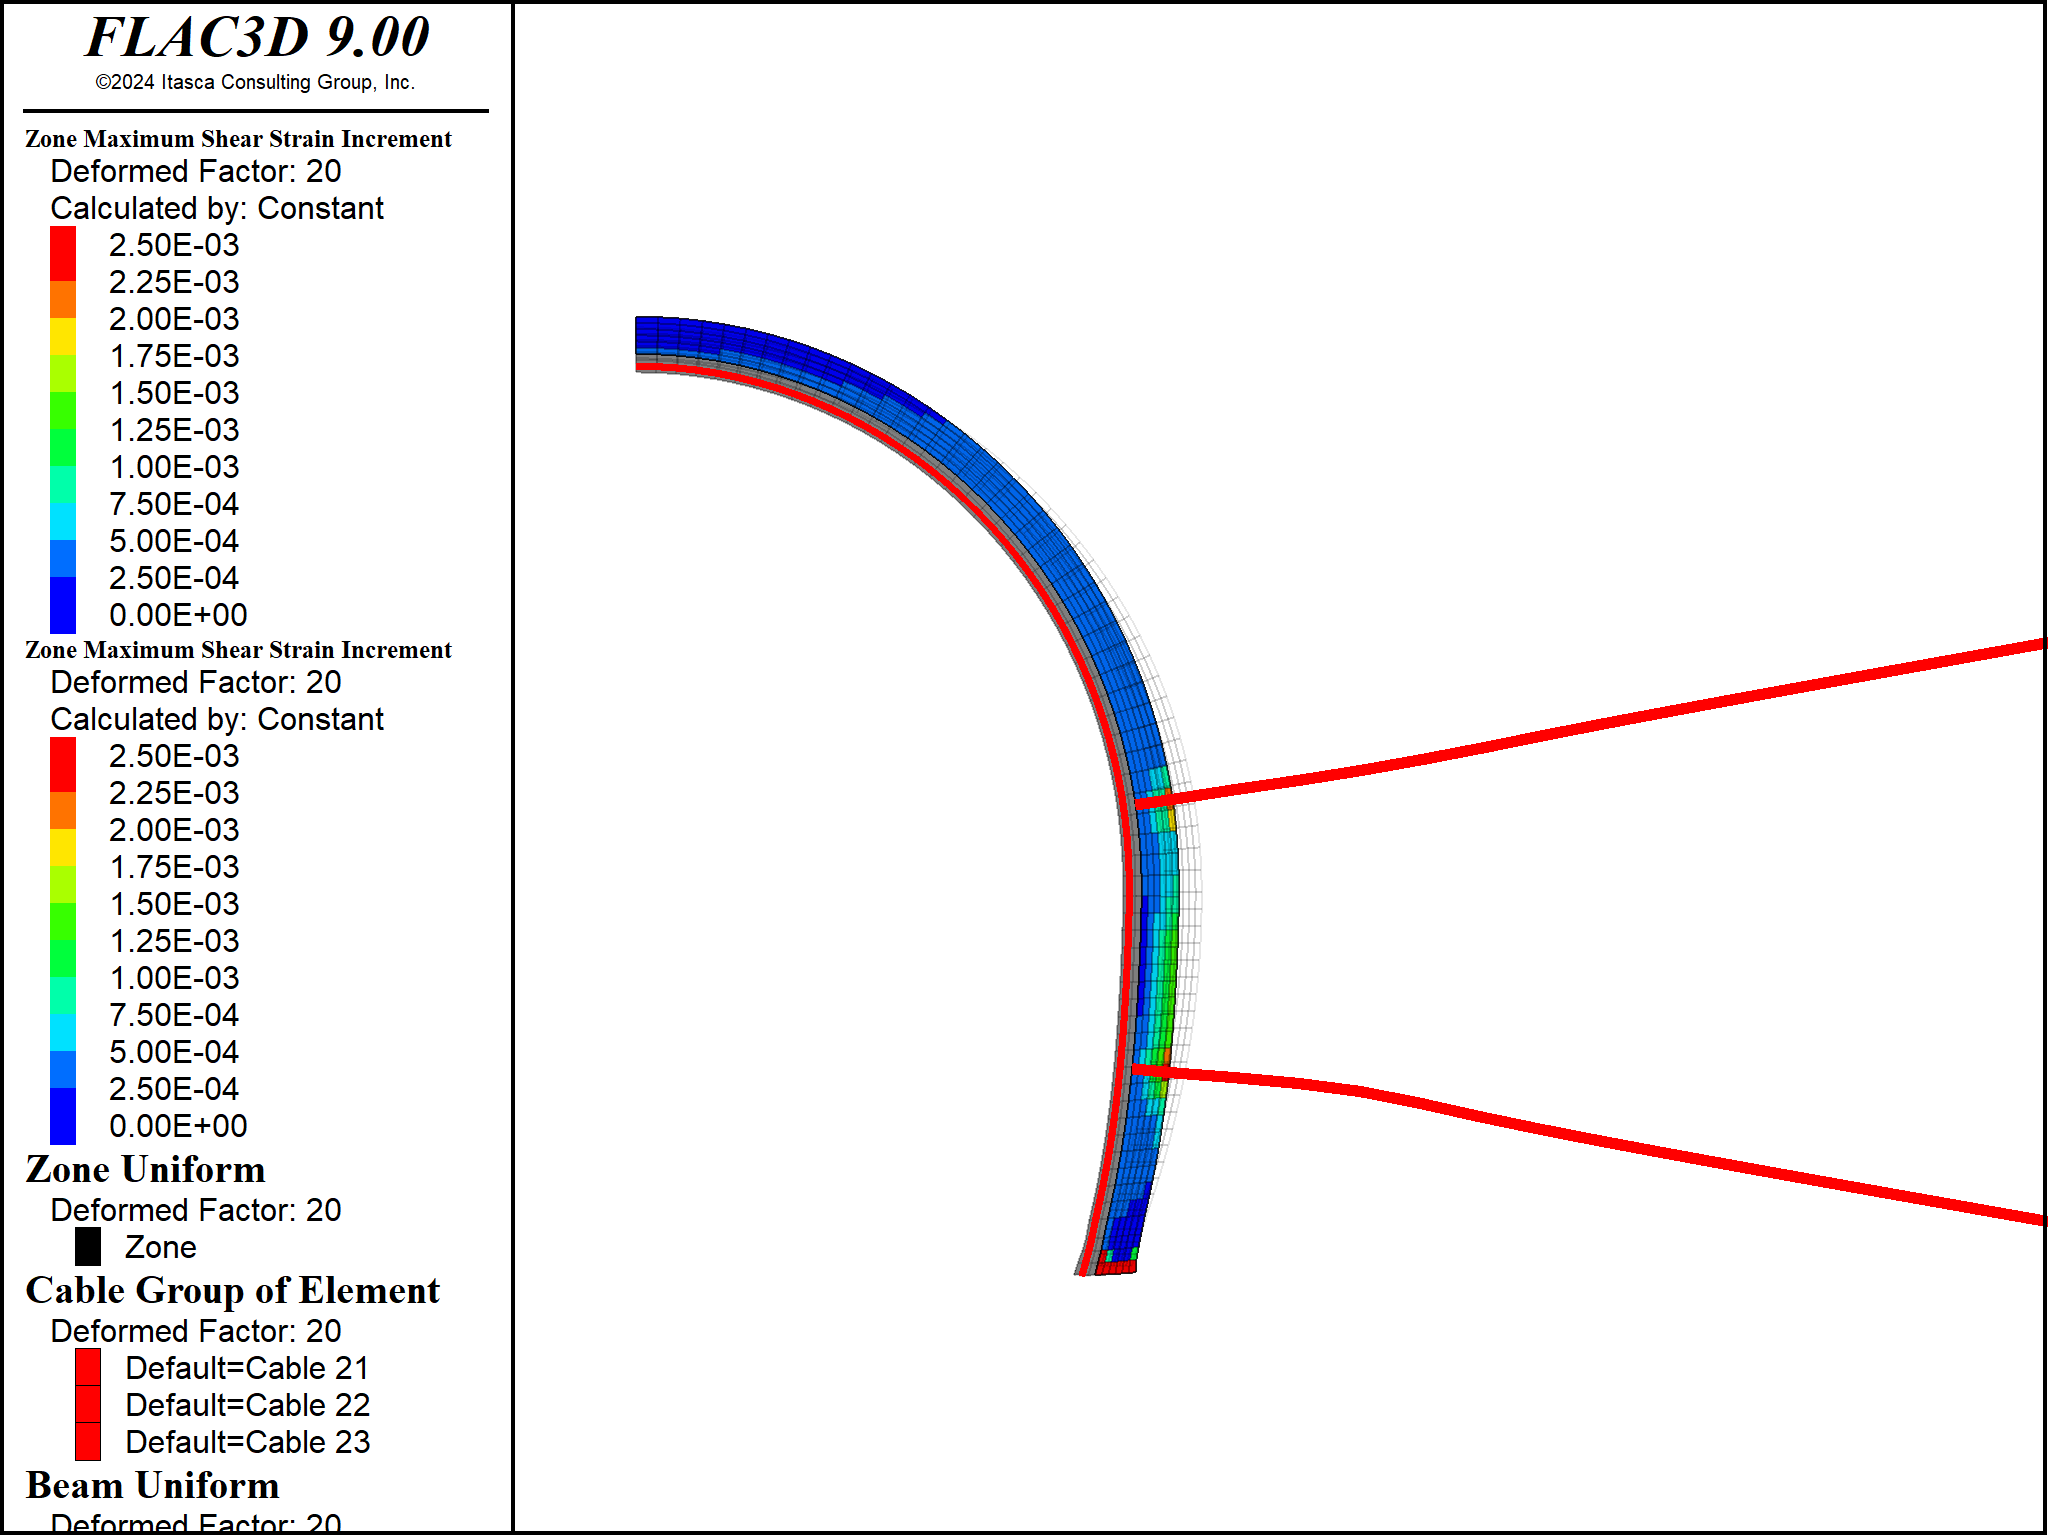 FLAC3D 9.00
©2024 Itasca Consulting Group, Inc.
Zone Maximum Shear Strain Increment
Deformed Factor: 20
Calculated by: Constant
2.50E-03
2.25E-03
2.00E-03
1.75E-03
1.50E-03
1.25E-03
1.00E-03
7.50E-04
5.00E-04
2.50E-04
0.00E+00
Zone Maximum Shear Strain Increment
Deformed Factor: 20
Calculated by: Constant
2.50E-03
2.25E-03
2.00E-03
1.75E-03
1.50E-03
1.25E-03
1.00E-03
7.50E-04
5.00E-04
2.50E-04
0.00E+00
Zone Uniform
Deformed Factor: 20
Zone
Cable Group of Element
Deformed Factor: 20
Default=Cable 21
Default=Cable 22
Default=Cable 23
Beam Uniform
Deformed Factor: 20